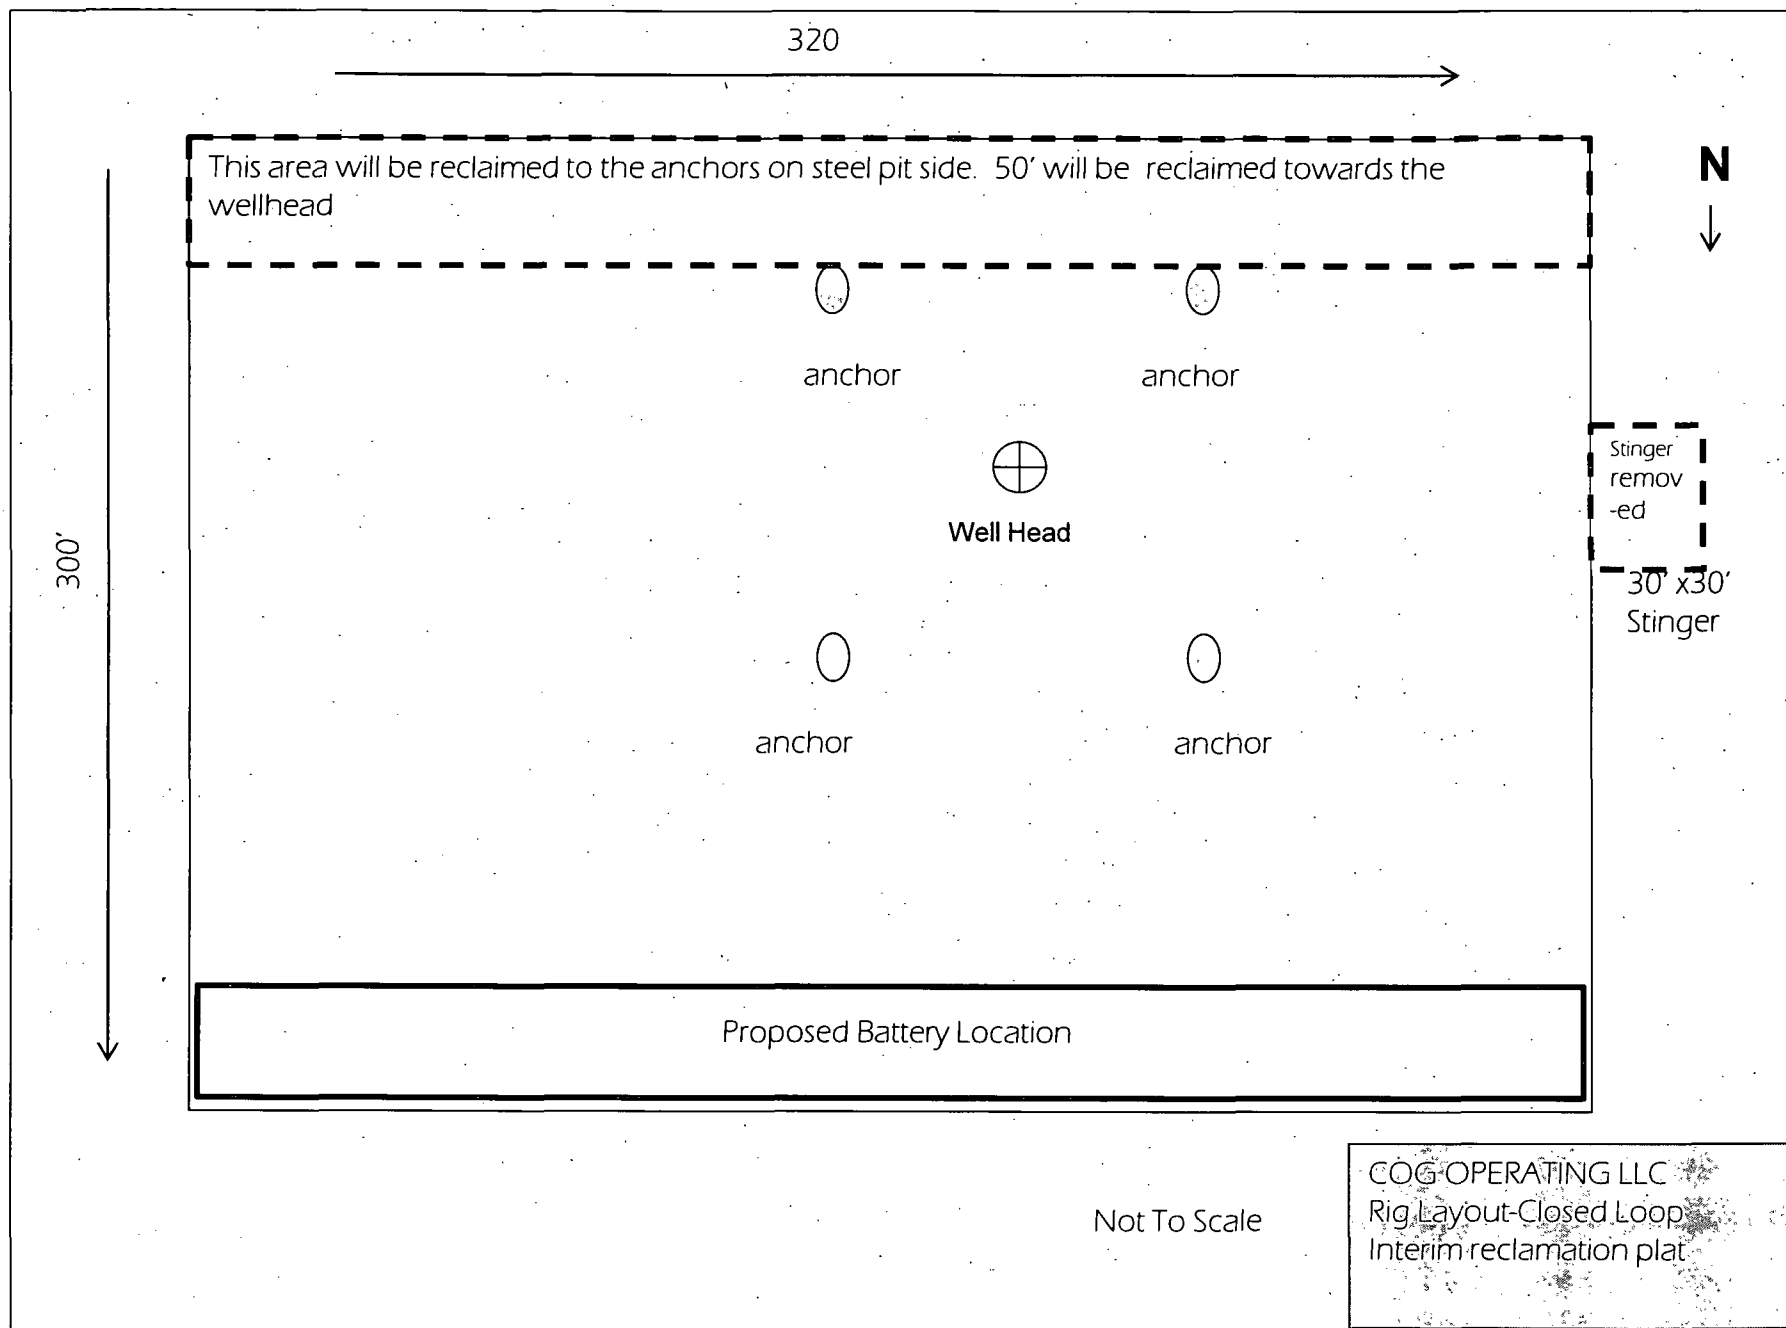 320
This area will be reclaimed to the anchors on steel pit side. 50' will be reclaimed towards the
wellhead
N
anchor
anchor
Stinger
remov
-ed
Well Head
300'
30' x30'
Stinger
anchor
anchor
Proposed Battery Location
COG OPERATING LLC
Rig Layout-Closed Loop
Interim reclamation plat
Not To Scale